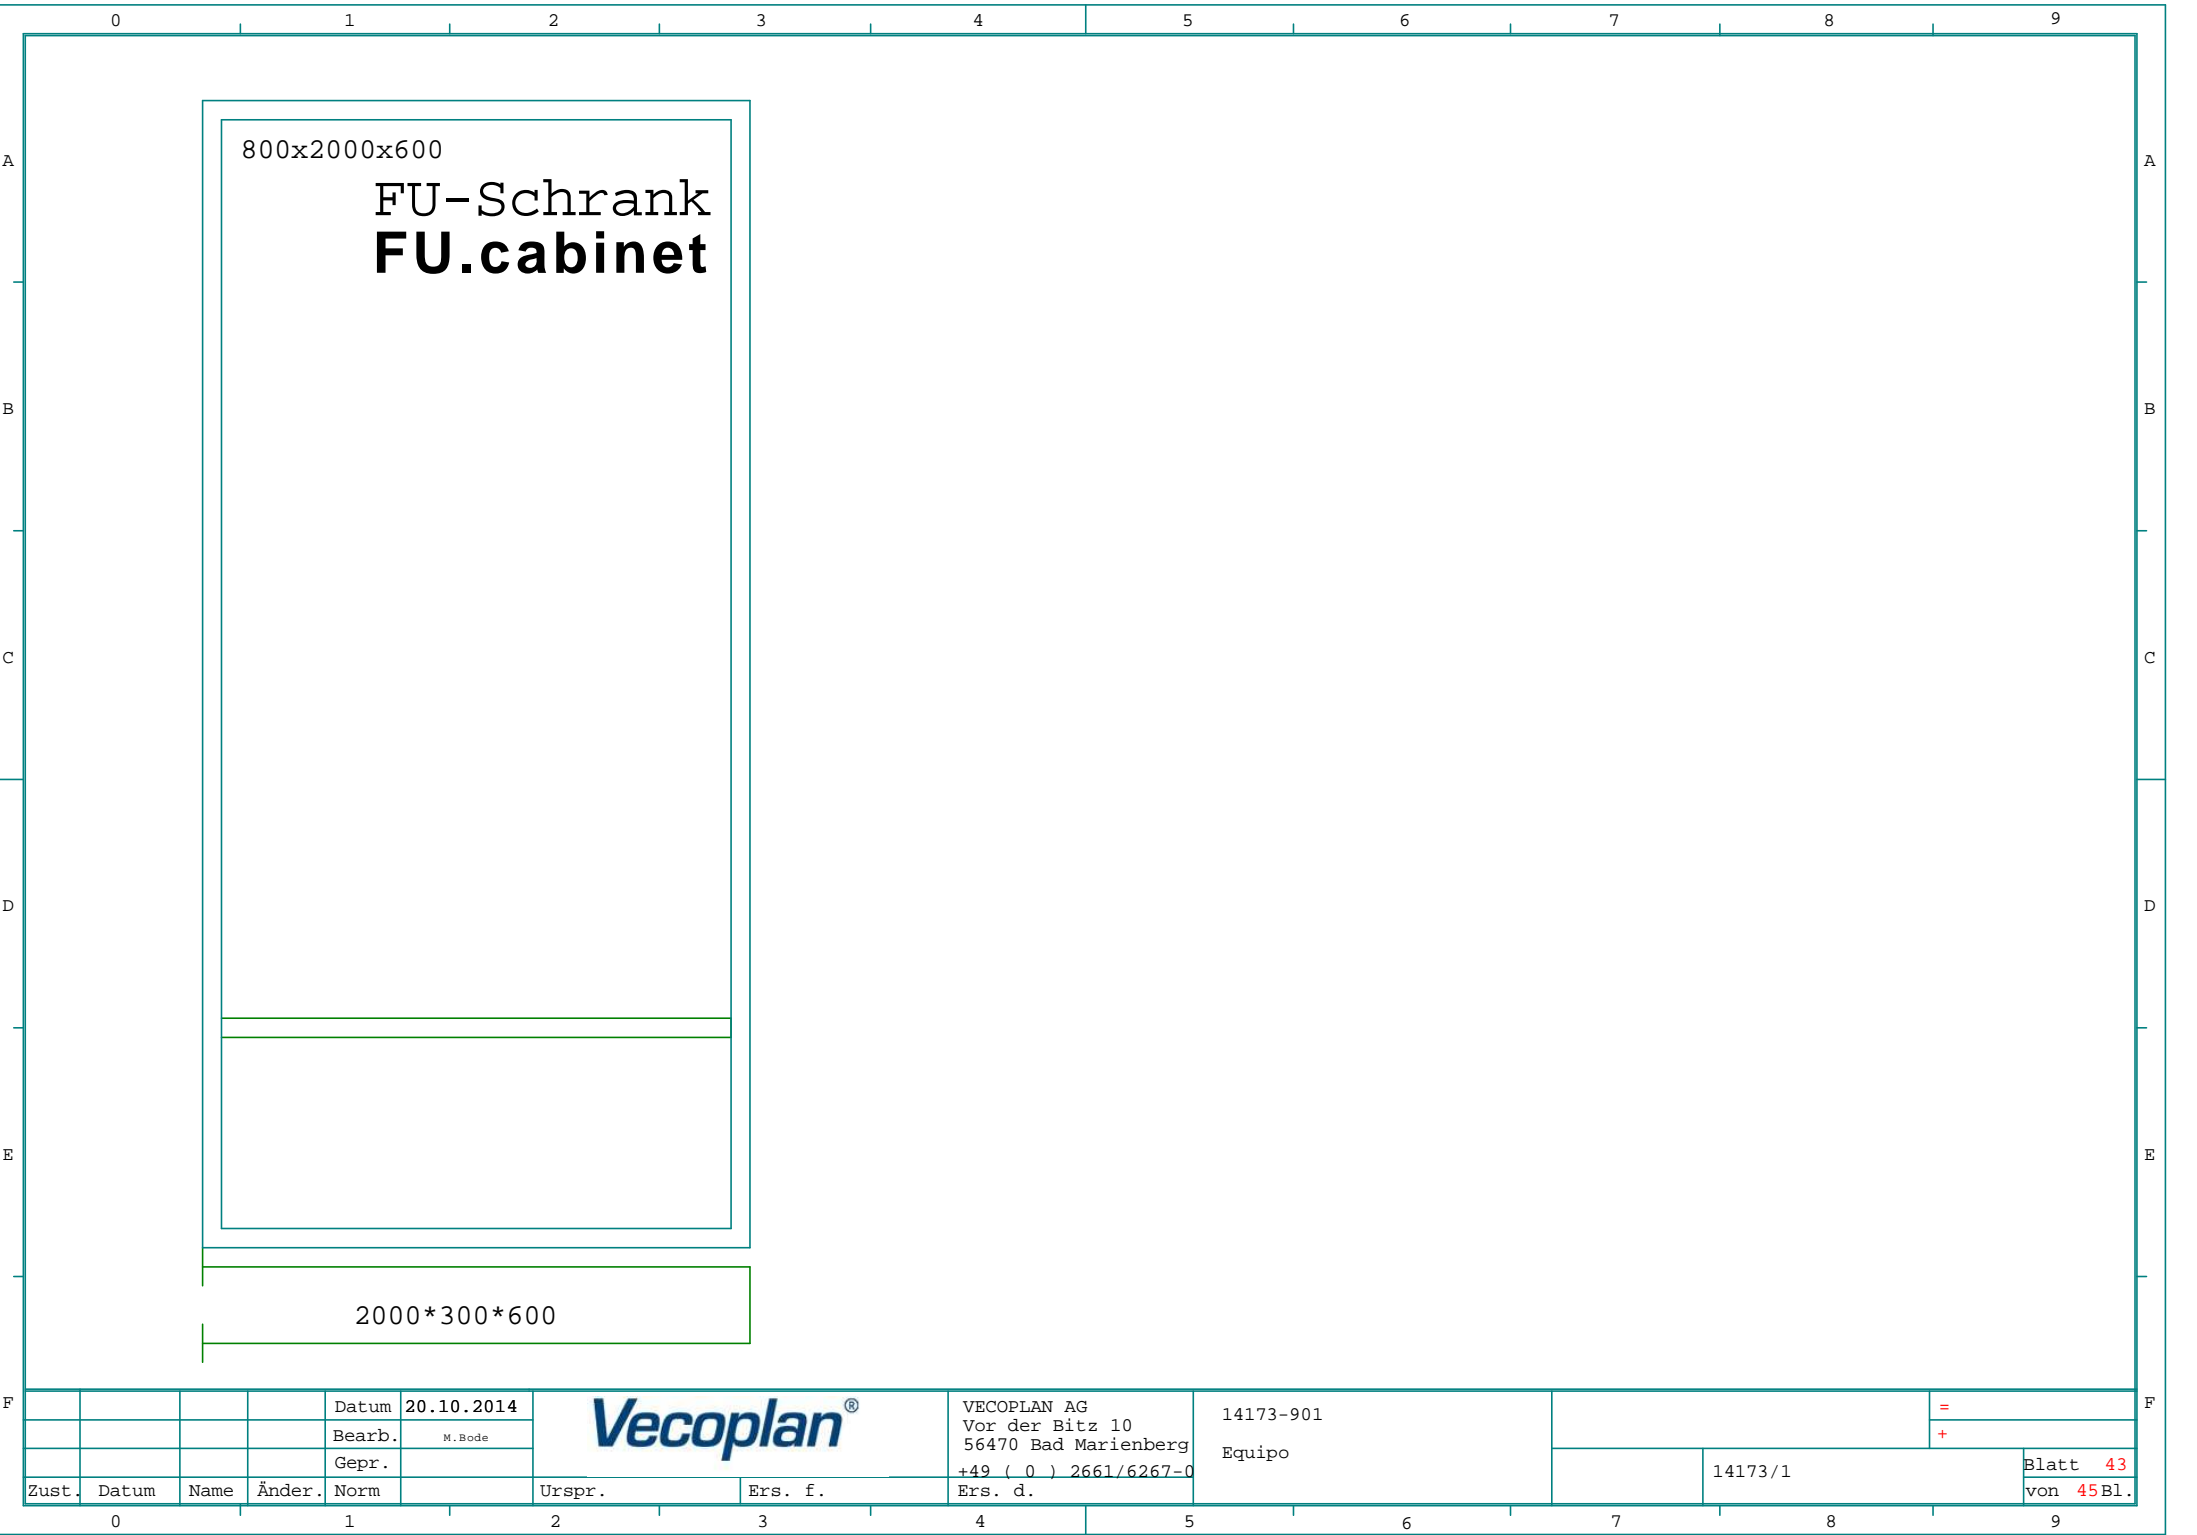 0 1 2 3 4 5 6 7 8 9
A A
800x2000x600
FU-Schrank
FU.cabinet
B B
C C
D D
E E
2000*300*600
F F
Datum 20.10.2014
Bearb. M.Bode
Gepr.
Zust. Datum Name Änder. Norm
Vecoplan®
Urspr. Ers. f. Ers. d.
VECOPLAN AG
Vor der Bitz 10
56470 Bad Marienberg
+49 ( 0 ) 2661/6267-0
14173-901
Equipo
14173/1
=
+
Blatt 43
von 45 Bl.
0 1 2 3 4 5 6 7 8 9